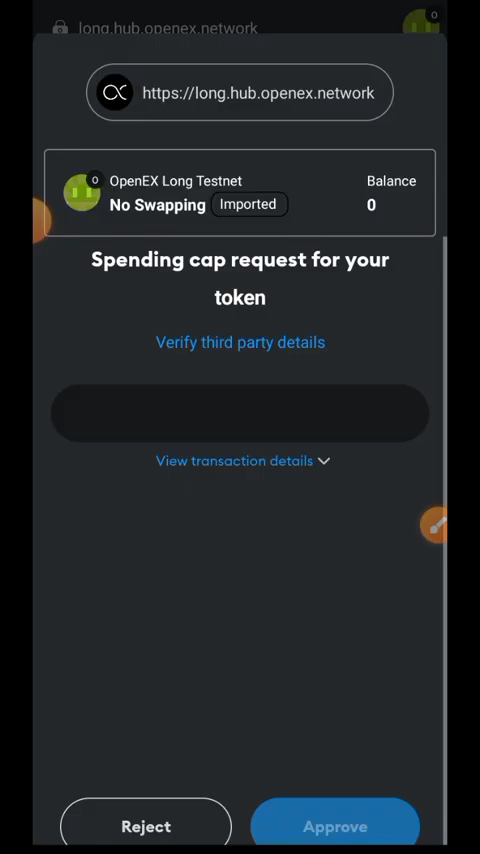 long.hub.openex.network
0
https://long.hub.openex.network
0
OpenEX Long Testnet
Balance
No Swapping
Imported
0
Spending cap request for your
token
Verify third party details
View transaction details
Reject
Approve